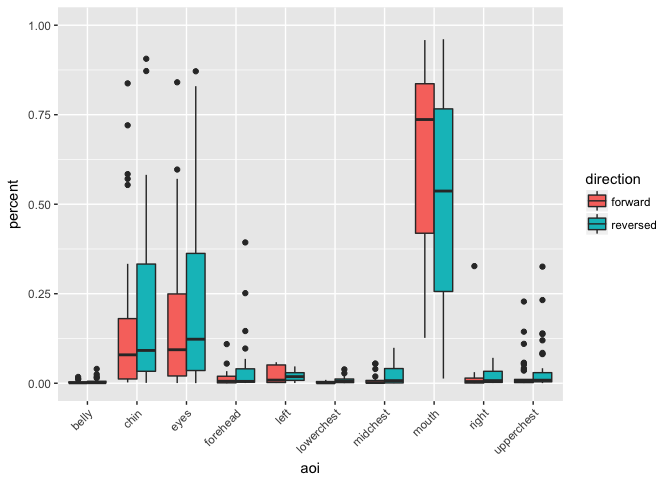 1.00
0.75
0.50
0.25
0.00
percent
belly
chin
eyes
forehead
left
lowerchest
midchest
mouth
right
upperchest
aoi
direction
forward
reversed